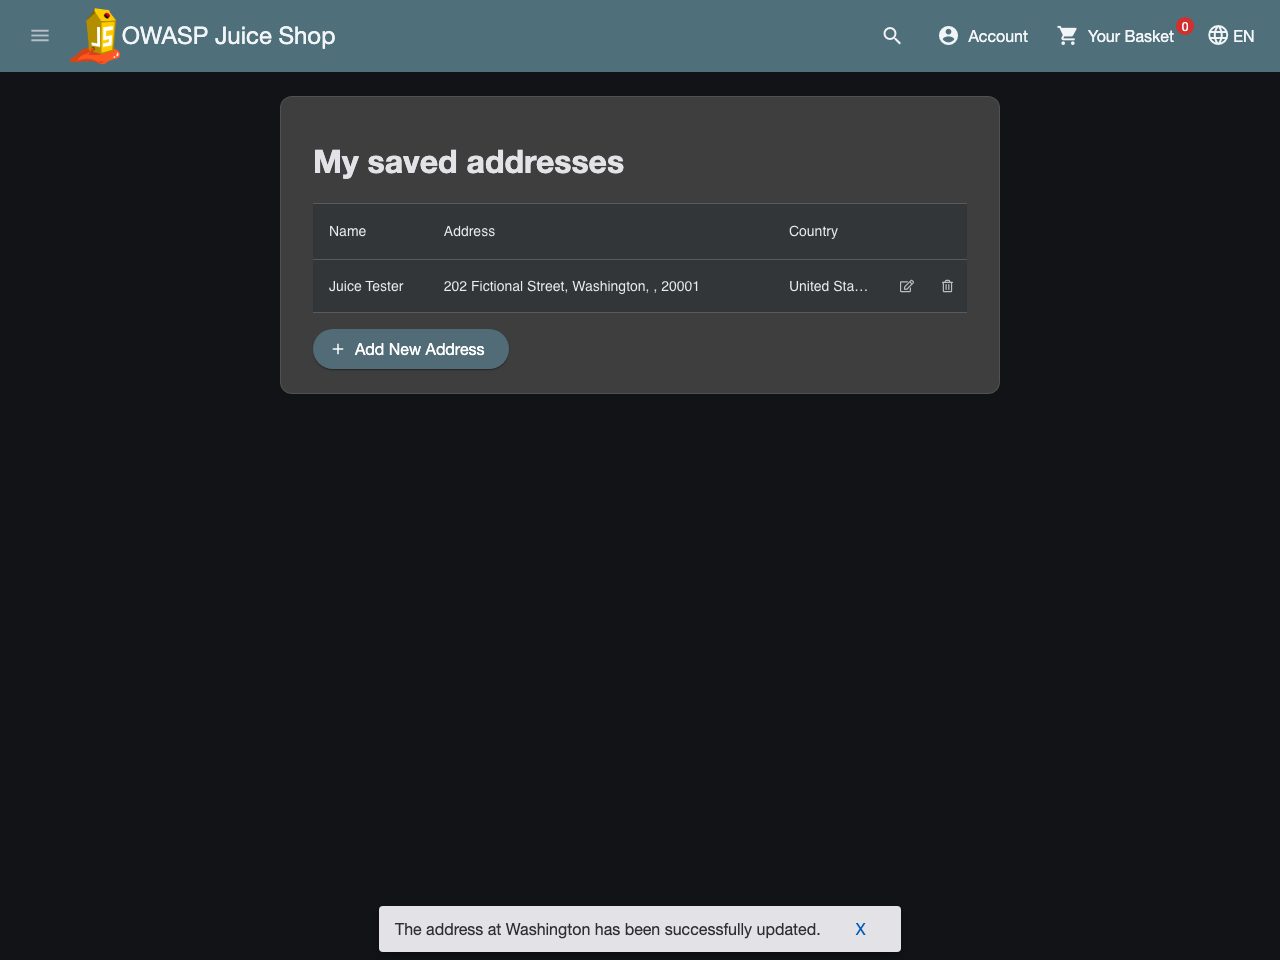 JS OWASP Juice Shop Account Your Basket 0 EN
My saved addresses
Name Address Country
Juice Tester 202 Fictional Street, Washington, , 20001 United Sta…
Add New Address
The address at Washington has been successfully updated. X